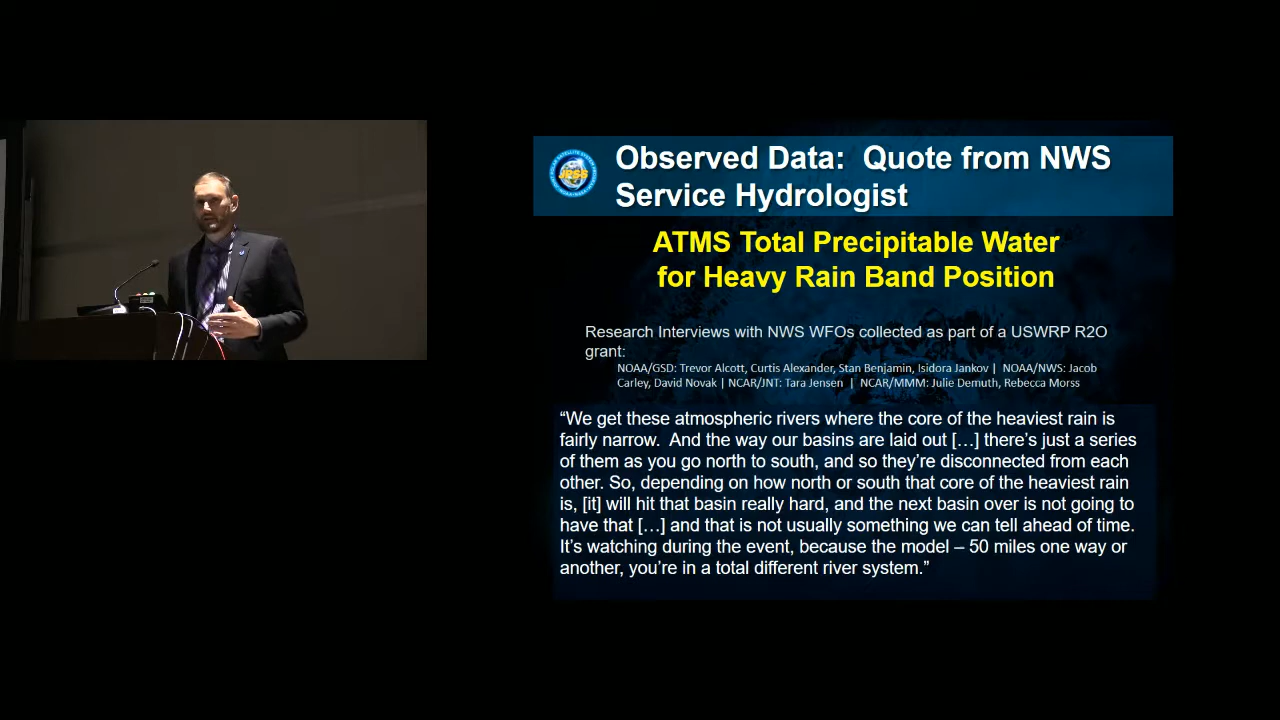 Observed Data:  Quote from NWS
Service Hydrologist
JPSS
ATMS Total Precipitable Water
for Heavy Rain Band Position
Research Interviews with NWS WFOs collected as part of a USWRP R2O
grant:
NOAA/GSD: Trevor Alcott, Curtis Alexander, Stan Benjamin, Isidora Jankov |  NOAA/NWS: Jacob
Carley, David Novak | NCAR/JNT: Tara Jensen  |  NCAR/MMM: Julie Demuth, Rebecca Morss
“We get these atmospheric rivers where the core of the heaviest rain is
fairly narrow.  And the way our basins are laid out […] there’s just a series
of them as you go north to south, and so they’re disconnected from each
other. So, depending on how north or south that core of the heaviest rain
is, [it] will hit that basin really hard, and the next basin over is not going to
have that […] and that is not usually something we can tell ahead of time.
It’s watching during the event, because the model – 50 miles one way or
another, you’re in a total different river system.”